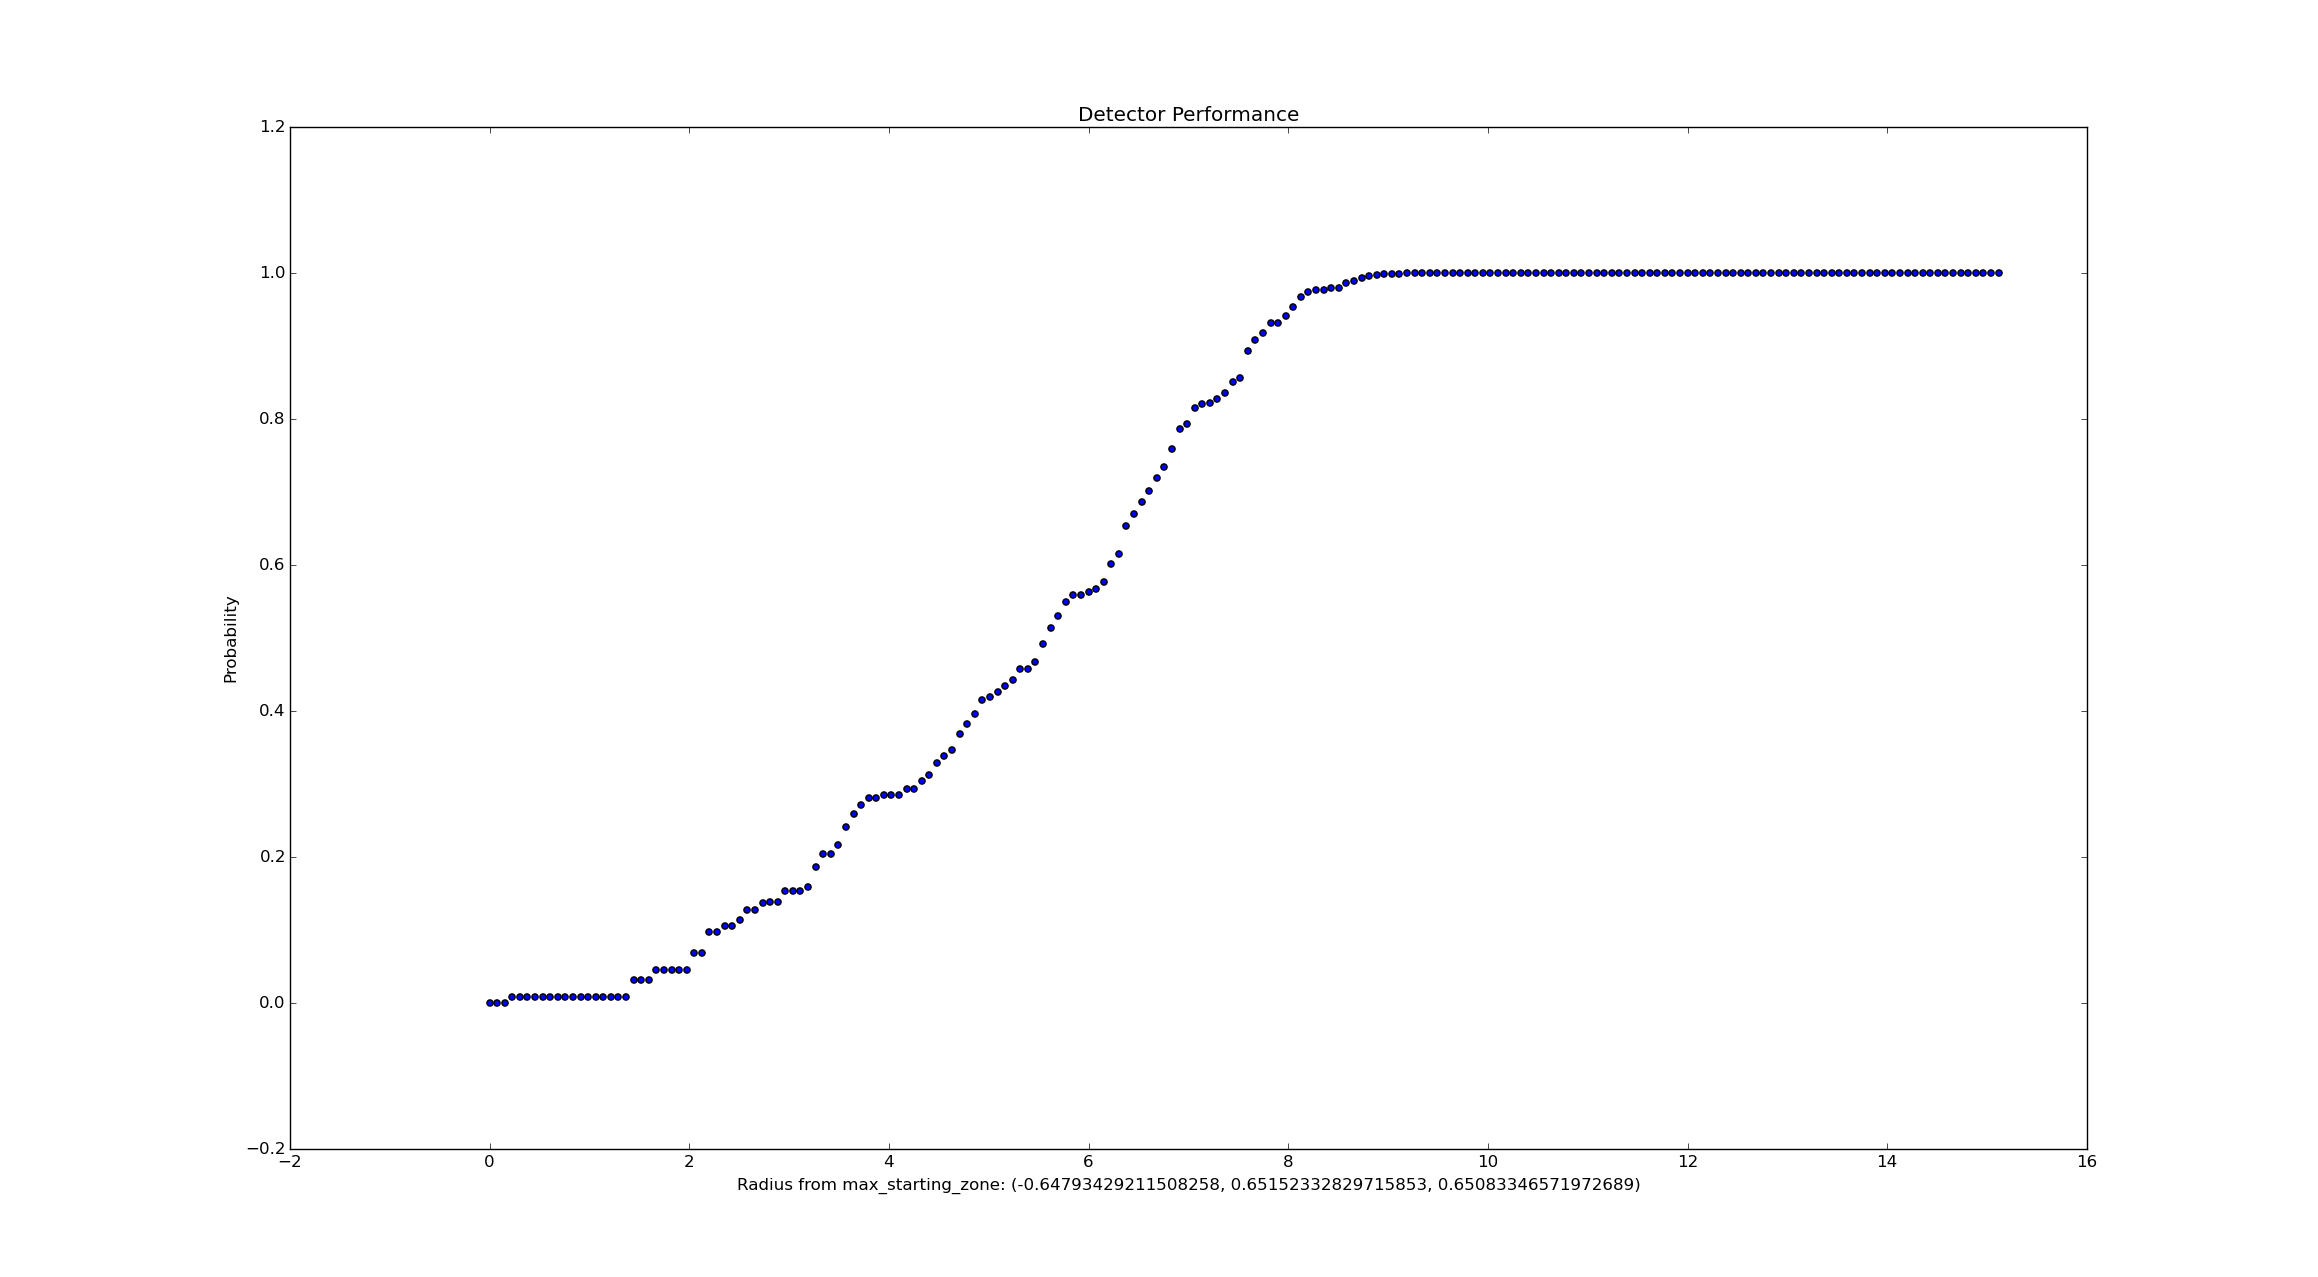 Detector Performance
1.2
1.0
0.8
0.6
0.4
0.2
0.0
−0.2
Probability
−2 0 2 4 6 8 10 12 14 16
Radius from max_starting_zone: (-0.64793429211508258, 0.65152332829715853, 0.65083346571972689)